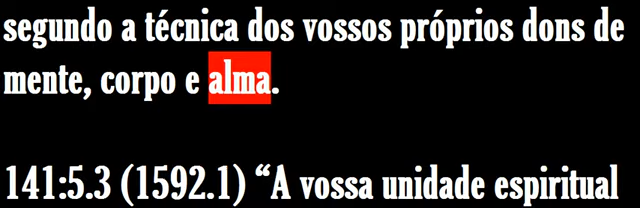 segundo a técnica dos vossos próprios dons de
mente, corpo e alma.
141:5.3 (1592.1) “A vossa unidade espiritual